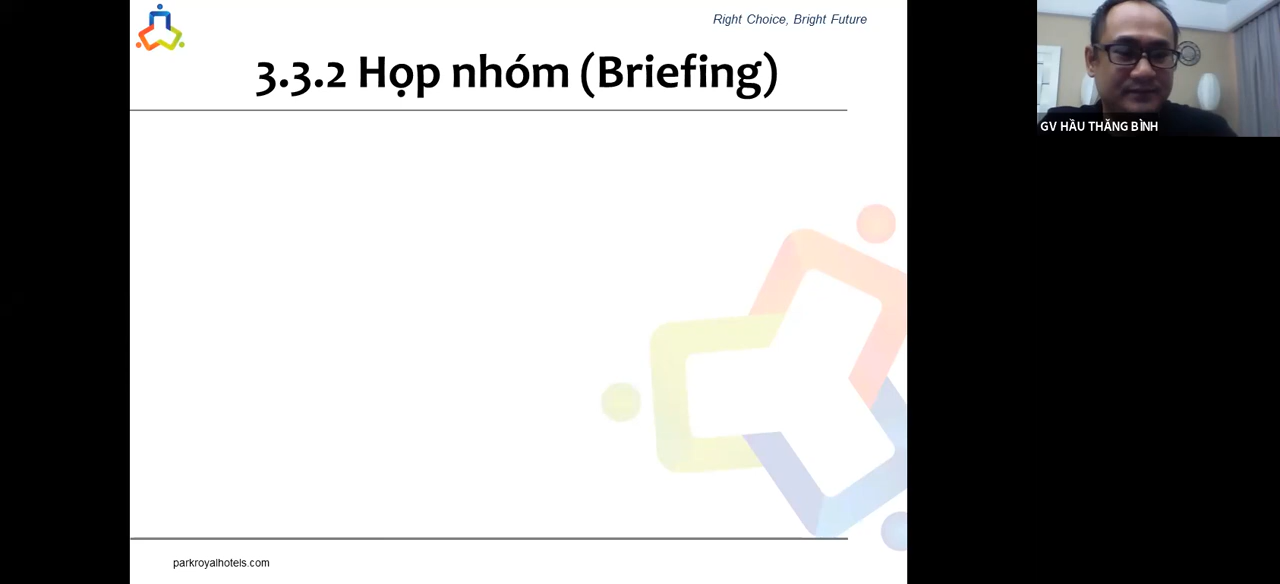 Right Choice, Bright Future
3.3.2 Họp nhóm (Briefing)
GV HẦU THĂNG BÌNH
parkroyalhotels.com